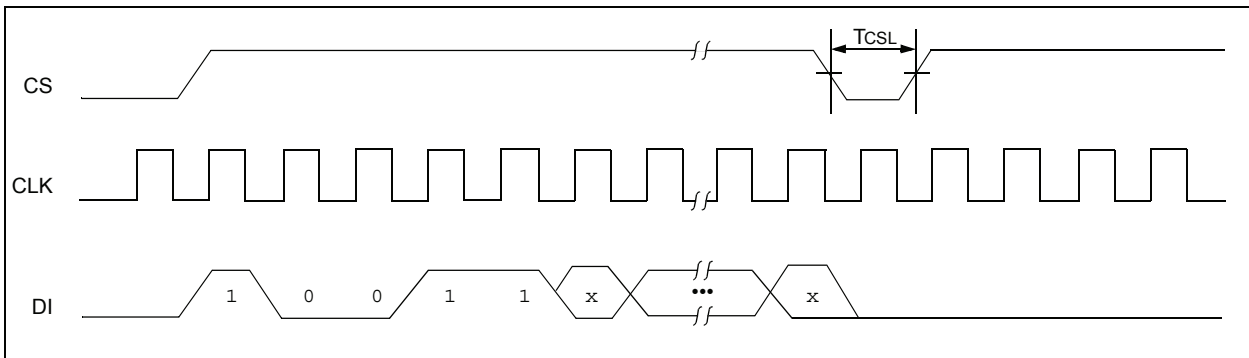 TCSL
CS
CLK
DI
1 0 0 1 1 x ••• x